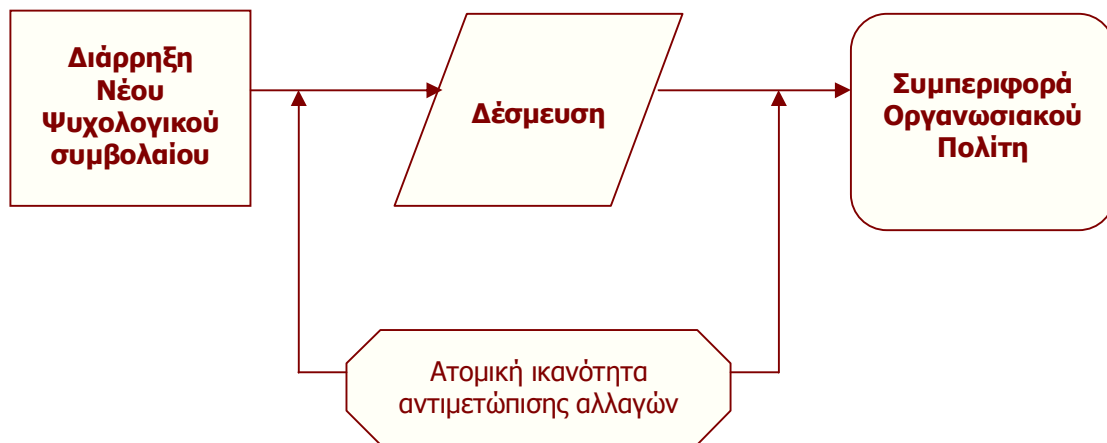 Διάρρηξη
Νέου
Ψυχολογικού
συμβολαίου
Δέσμευση
Συμπεριφορά
Οργανωσιακού
Πολίτη
Ατομική ικανότητα
αντιμετώπισης αλλαγών